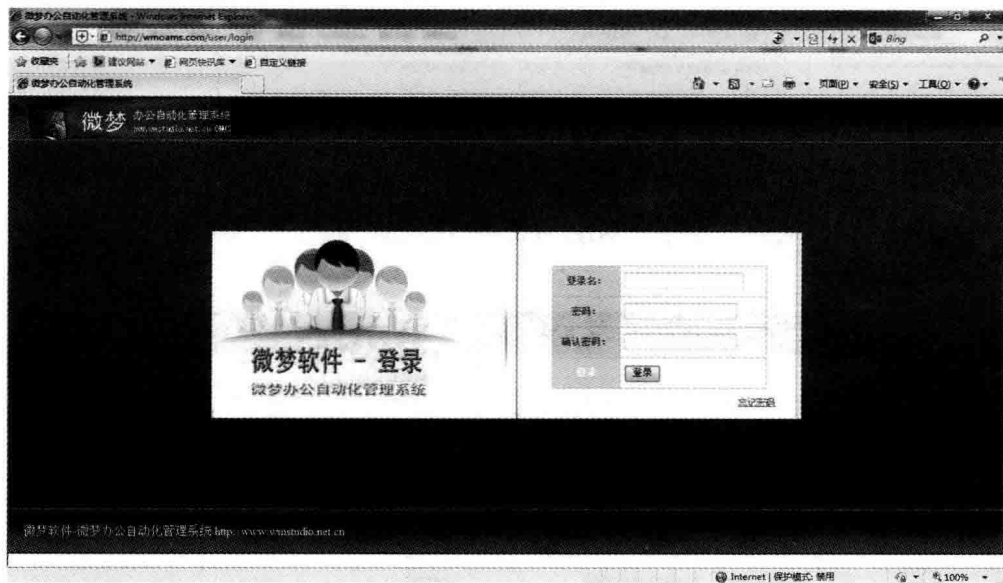 微梦办公自动化管理系统 - Windows Internet Explorer
http://wmoams.com/user/login
Bing
收藏夹 建议网站 网页快讯库 自定义链接
微梦办公自动化管理系统
页面(P) 安全(S) 工具(O)
微梦 办公自动化管理系统
登录名:
密码:
确认密码:
登录
忘记密码
微梦软件 - 登录
微梦办公自动化管理系统
微梦软件-微梦办公自动化管理系统 http://www.wmstudio.net.cn
Internet | 保护模式: 禁用
100%